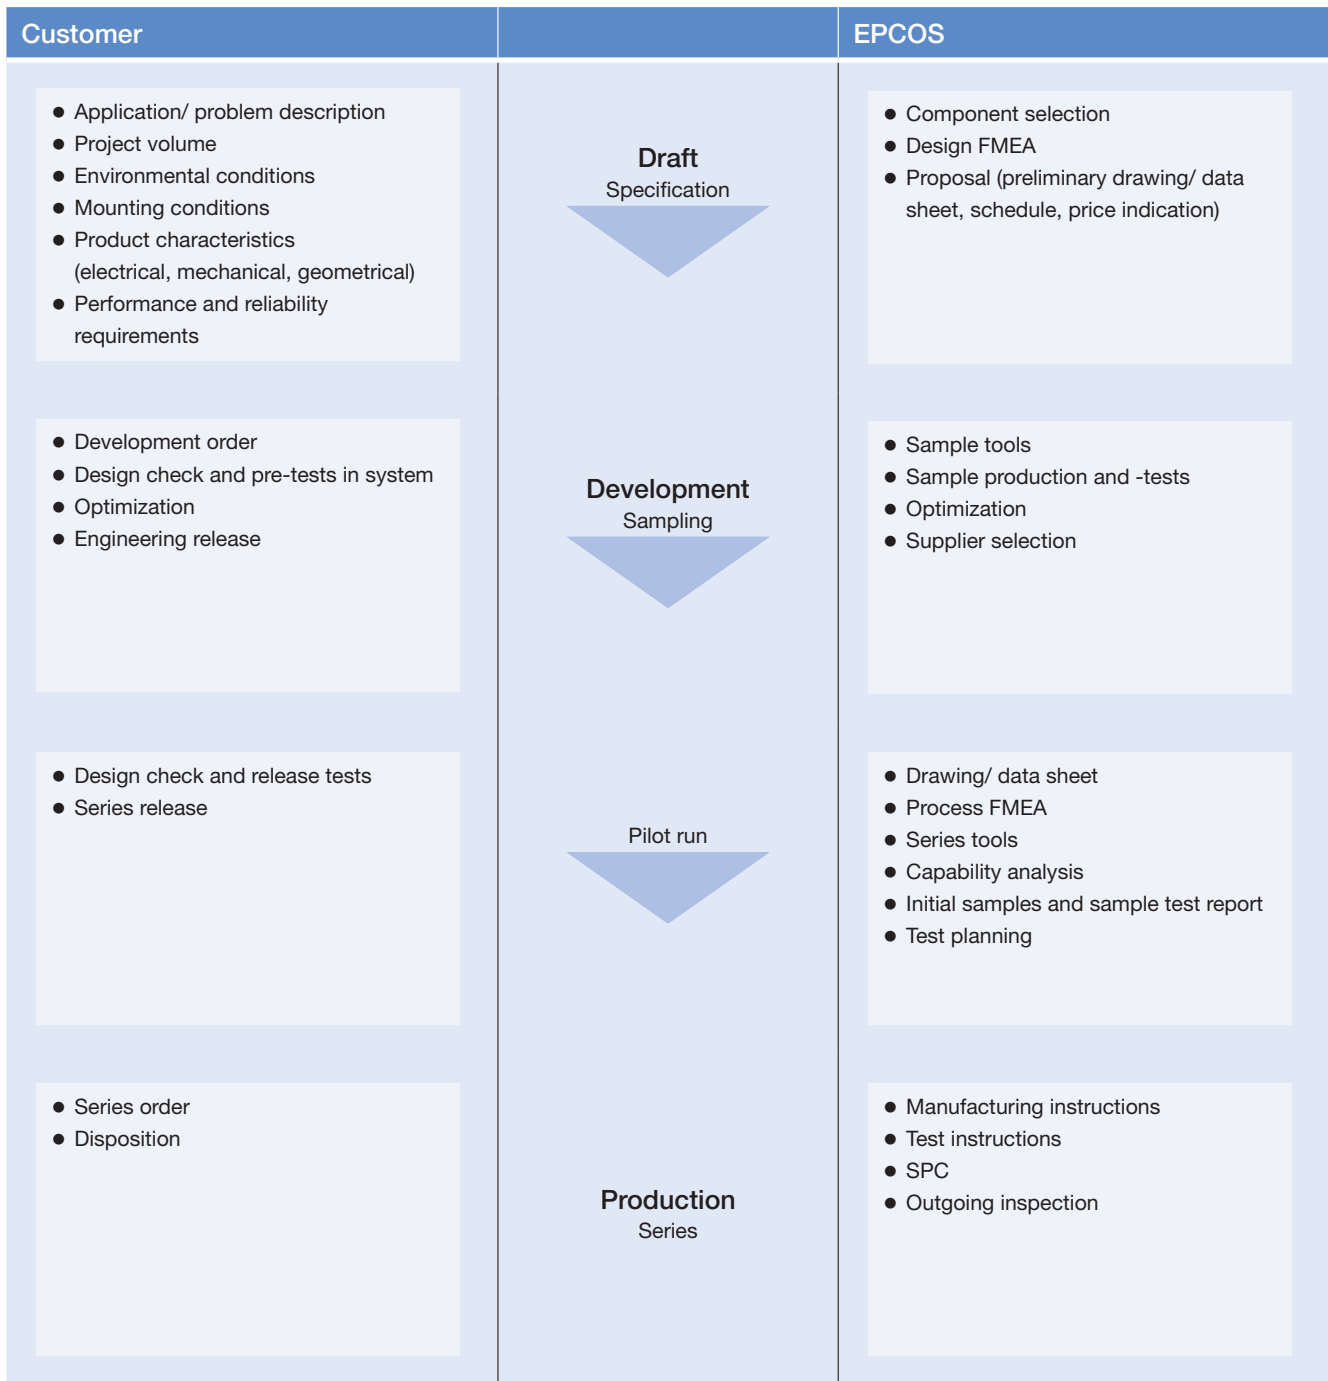 Customer
EPCOS
● Application/ problem description
● Project volume
● Environmental conditions
● Mounting conditions
● Product characteristics
(electrical, mechanical, geometrical)
● Performance and reliability
requirements
Draft
Specification
● Component selection
● Design FMEA
● Proposal (preliminary drawing/ data
sheet, schedule, price indication)
● Development order
● Design check and pre-tests in system
● Optimization
● Engineering release
Development
Sampling
● Sample tools
● Sample production and -tests
● Optimization
● Supplier selection
● Design check and release tests
● Series release
Pilot run
● Drawing/ data sheet
● Process FMEA
● Series tools
● Capability analysis
● Initial samples and sample test report
● Test planning
● Series order
● Disposition
Production
Series
● Manufacturing instructions
● Test instructions
● SPC
● Outgoing inspection